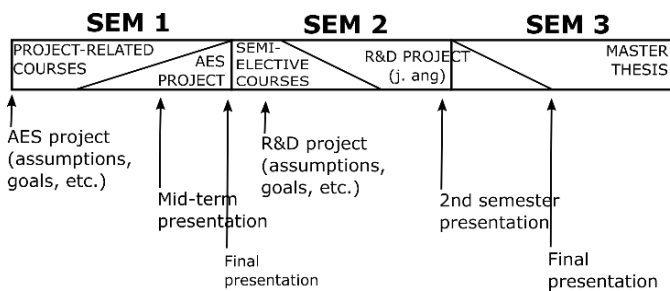 SEM 1
SEM 2
SEM 3
PROJECT-RELATED
COURSES
AES
PROJECT
SEMI-
ELECTIVE
COURSES
R&D PROJECT
(j. ang)
MASTER
THESIS
AES project
(assumptions,
goals, etc.)
Mid-term
presentation
Final
presentation
R&D project
(assumptions,
goals, etc.)
2nd semester
presentation
Final
presentation